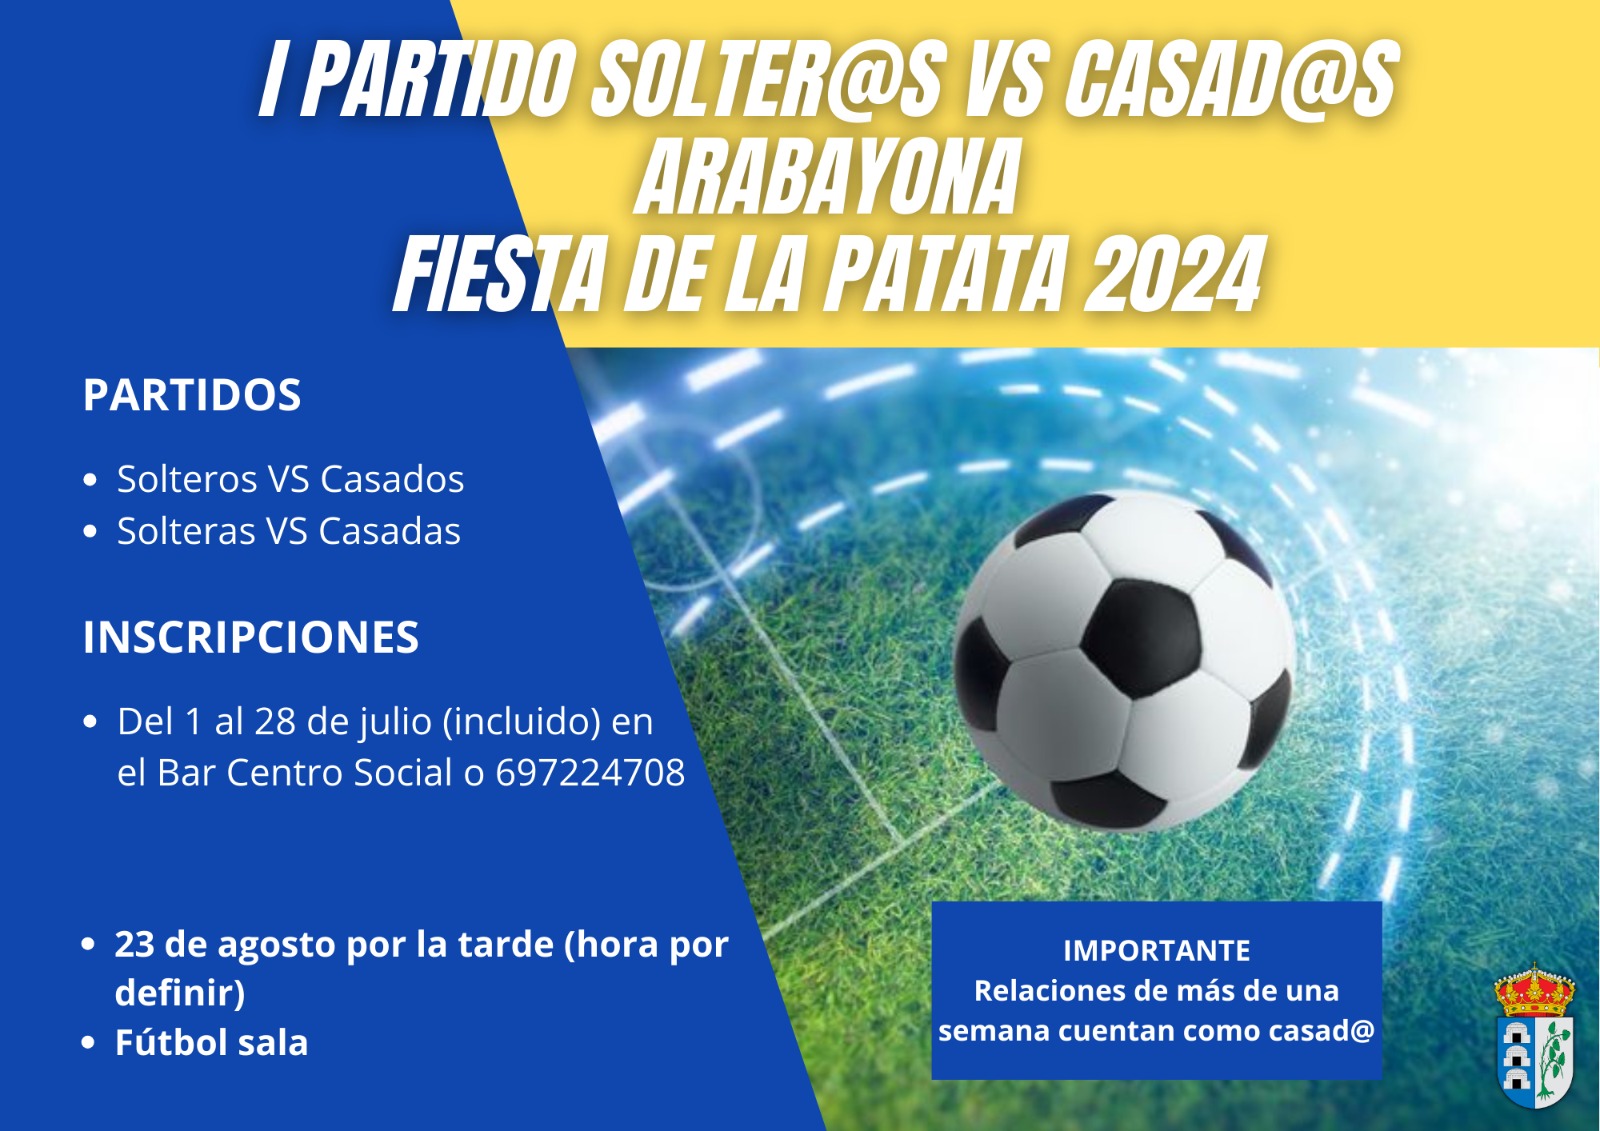 I PARTIDO SOLTER@S VS CASAD@S
ARABAYONA
FIESTA DE LA PATATA 2024
PARTIDOS
• Solteros VS Casados
• Solteras VS Casadas
INSCRIPCIONES
• Del 1 al 28 de julio (incluido) en
el Bar Centro Social o 697224708
• 23 de agosto por la tarde (hora por
definir)
• Fútbol sala
IMPORTANTE
Relaciones de más de una
semana cuentan como casad@